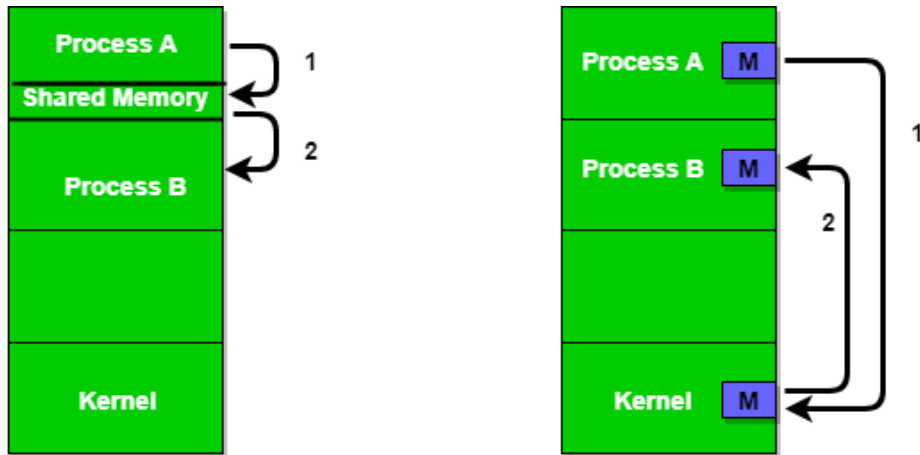 Process A
1
Shared Memory
2
Process B
Kernel
Process A M
1
Process B M
2
Kernel M